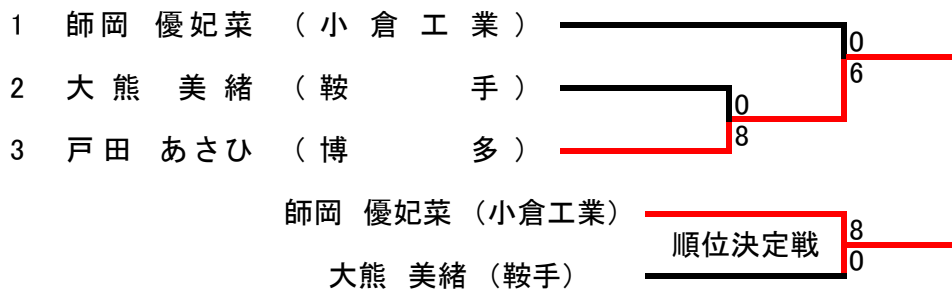 1 師岡 優妃菜 （小倉工業）
0
6
2 大熊 美緒 （鞍手）
0
8
3 戸田 あさひ （博多）
師岡 優妃菜 （小倉工業）
順位決定戦
8
0
大熊 美緒 （鞍手）